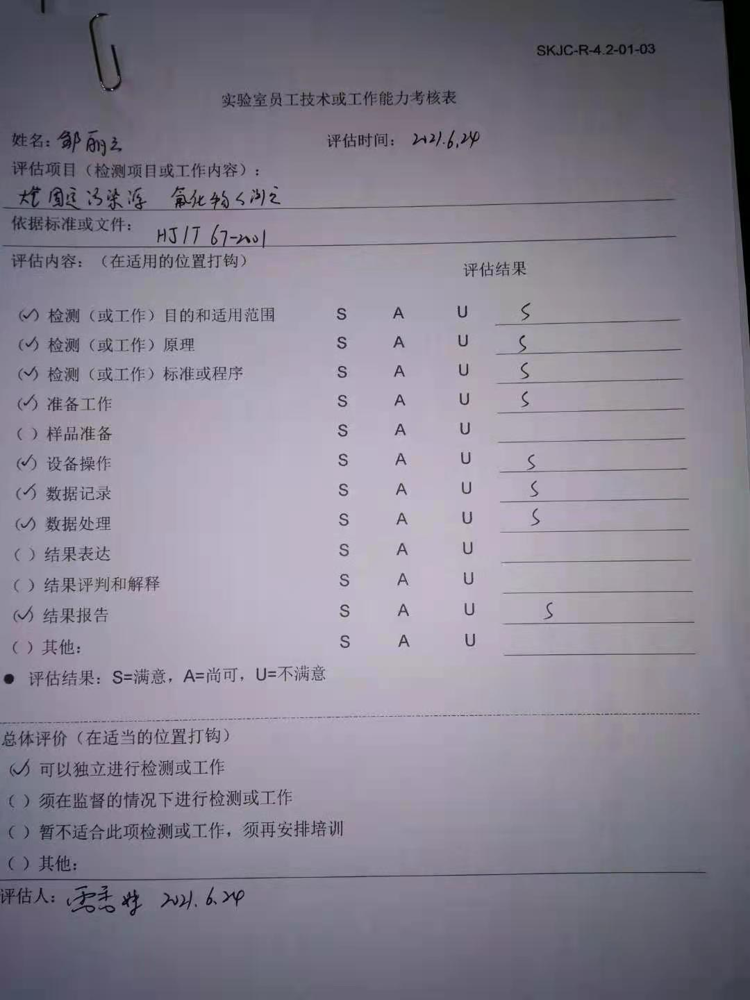 SKJC-R-4.2-01-03
实验室员工技术或工作能力考核表
姓名：邹丽云 评估时间： 2021.6.24
评估项目（检测项目或工作内容）：
固定污染源 氟化物 测定
依据标准或文件： HJ/T 67-2001
评估内容：（在适用的位置打钩） 评估结果
（✓）检测（或工作）目的和适用范围 S A U S
（✓）检测（或工作）原理 S A U S
（✓）检测（或工作）标准或程序 S A U S
（✓）准备工作 S A U S
（ ）样品准备 S A U
（✓）设备操作 S A U S
（✓）数据记录 S A U S
（✓）数据处理 S A U S
（ ）结果表达 S A U
（ ）结果评判和解释 S A U
（✓）结果报告 S A U S
（ ）其他： S A U
● 评估结果：S=满意，A=尚可，U=不满意
总体评价（在适当的位置打钩）
（✓）可以独立进行检测或工作
（ ）须在监督的情况下进行检测或工作
（ ）暂不适合此项检测或工作，须再安排培训
（ ）其他：
评估人： 2021.6.24